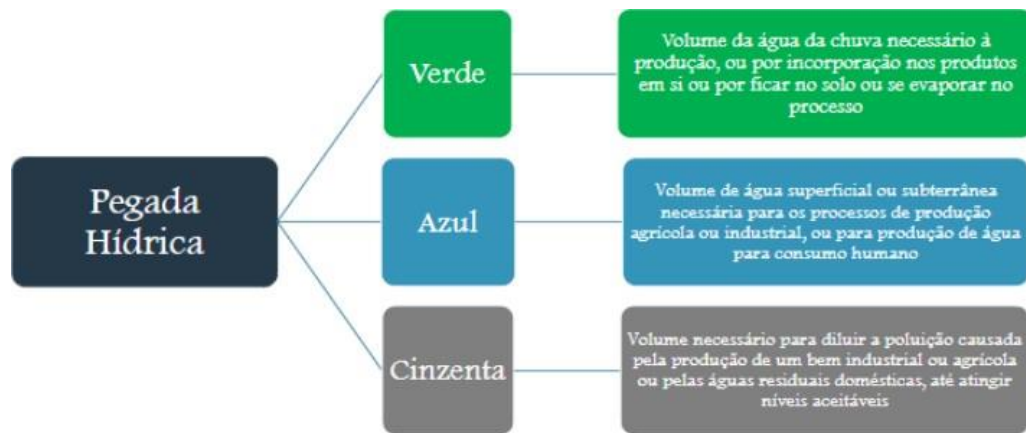 Pegada
Hídrica
Verde
Volume da água da chuva necessário à
produção, ou por incorporação nos produtos
em si ou por ficar no solo ou se evaporar no
processo
Azul
Volume de água superficial ou subterrânea
necessária para os processos de produção
agrícola ou industrial, ou para produção de água
para consumo humano
Cinzenta
Volume necessário para diluir a poluição causada
pela produção de um bem industrial ou agrícola
ou pelas águas residuais domésticas, até atingir
níveis aceitáveis